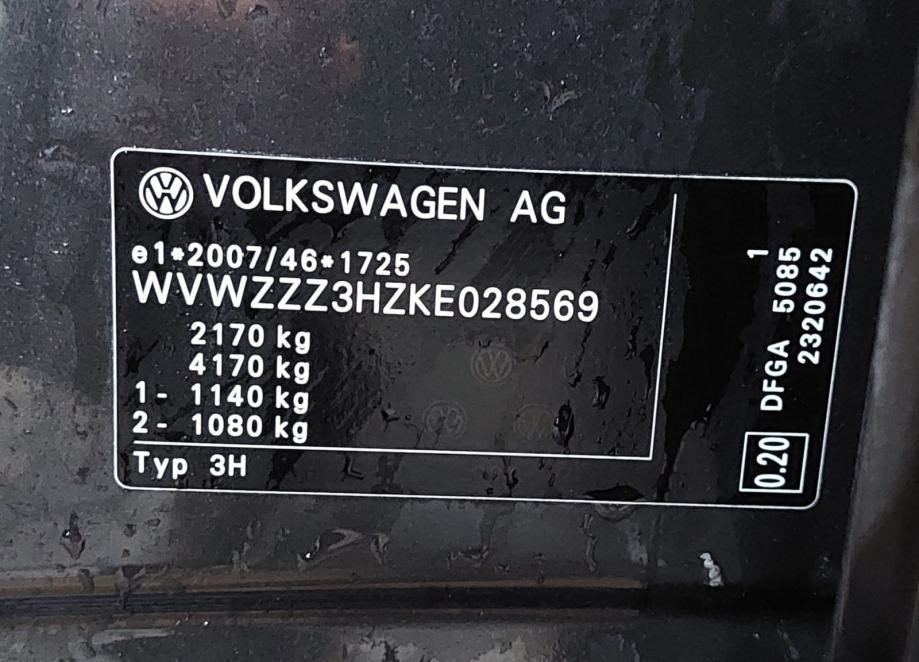 VOLKSWAGEN AG
e1*2007/46*1725
WVWZZZ3HZKE028569
2170 kg
4170 kg
1- 1140 kg
2- 1080 kg
Typ 3H
1
DFGA 5085
2320642
0.20